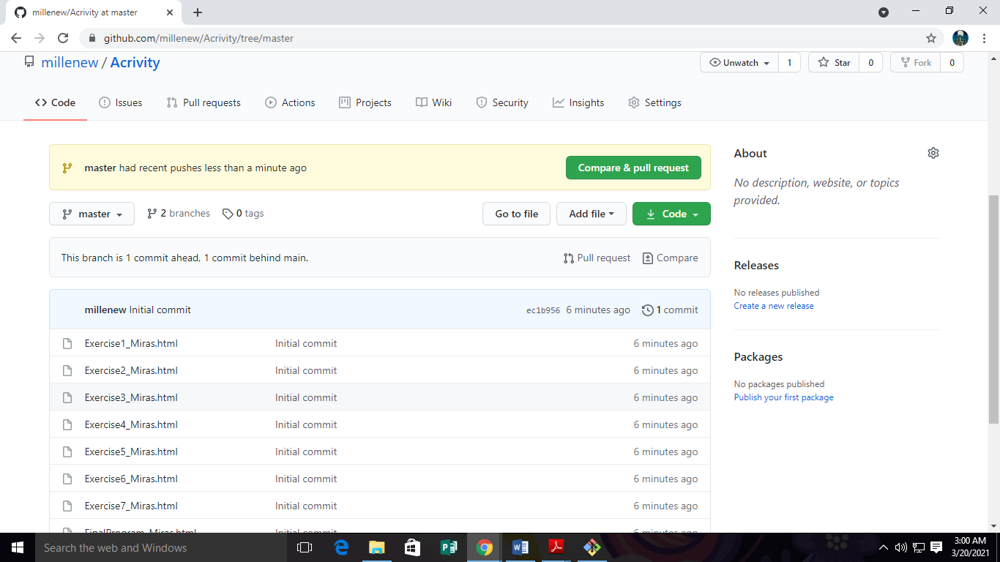 millenew/Acrivity at master
github.com/millenew/Acrivity/tree/master
millenew / Acrivity
Unwatch 1 Star 0 Fork 0
Code Issues Pull requests Actions Projects Wiki Security Insights Settings
master had recent pushes less than a minute ago Compare & pull request
master 2 branches 0 tags Go to file Add file Code
This branch is 1 commit ahead, 1 commit behind main. Pull request Compare
millenew Initial commit ec1b956 6 minutes ago 1 commit
Exercise1_Miras.html Initial commit 6 minutes ago
Exercise2_Miras.html Initial commit 6 minutes ago
Exercise3_Miras.html Initial commit 6 minutes ago
Exercise4_Miras.html Initial commit 6 minutes ago
Exercise5_Miras.html Initial commit 6 minutes ago
Exercise6_Miras.html Initial commit 6 minutes ago
Exercise7_Miras.html Initial commit 6 minutes ago
FinalProgram_Miras.html Initial commit 6 minutes ago
About
No description, website, or topics
provided.
Releases
No releases published
Create a new release
Packages
No packages published
Publish your first package
Search the web and Windows
3:00 AM
3/20/2021